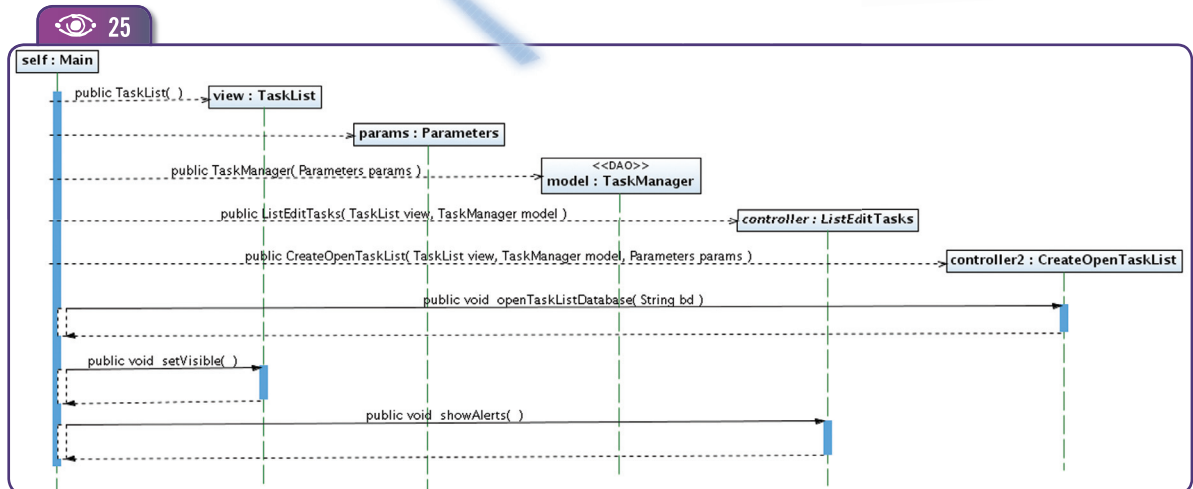 25
self : Main
public TaskList( )
view : TaskList
params : Parameters
public TaskManager( Parameters params )
<<DAO>>
model : TaskManager
public ListEditTasks( TaskList view, TaskManager model )
controller : ListEditTasks
public CreateOpenTaskList( TaskList view, TaskManager model, Parameters params )
controller2 : CreateOpenTaskList
public void openTaskListDatabase( String bd )
public void setVisible( )
public void showAlerts( )